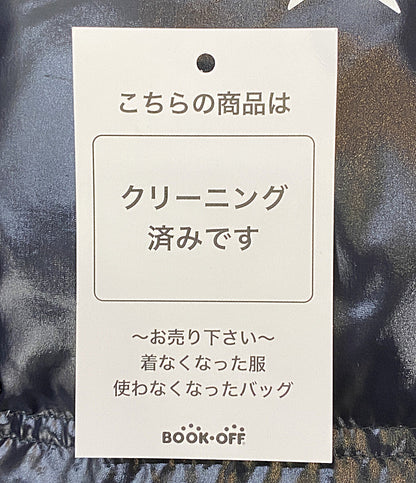 こちらの商品は
クリーニング
済みです
～お売り下さい～
着なくなった服
使わなくなったバッグ
BOOK・OFF